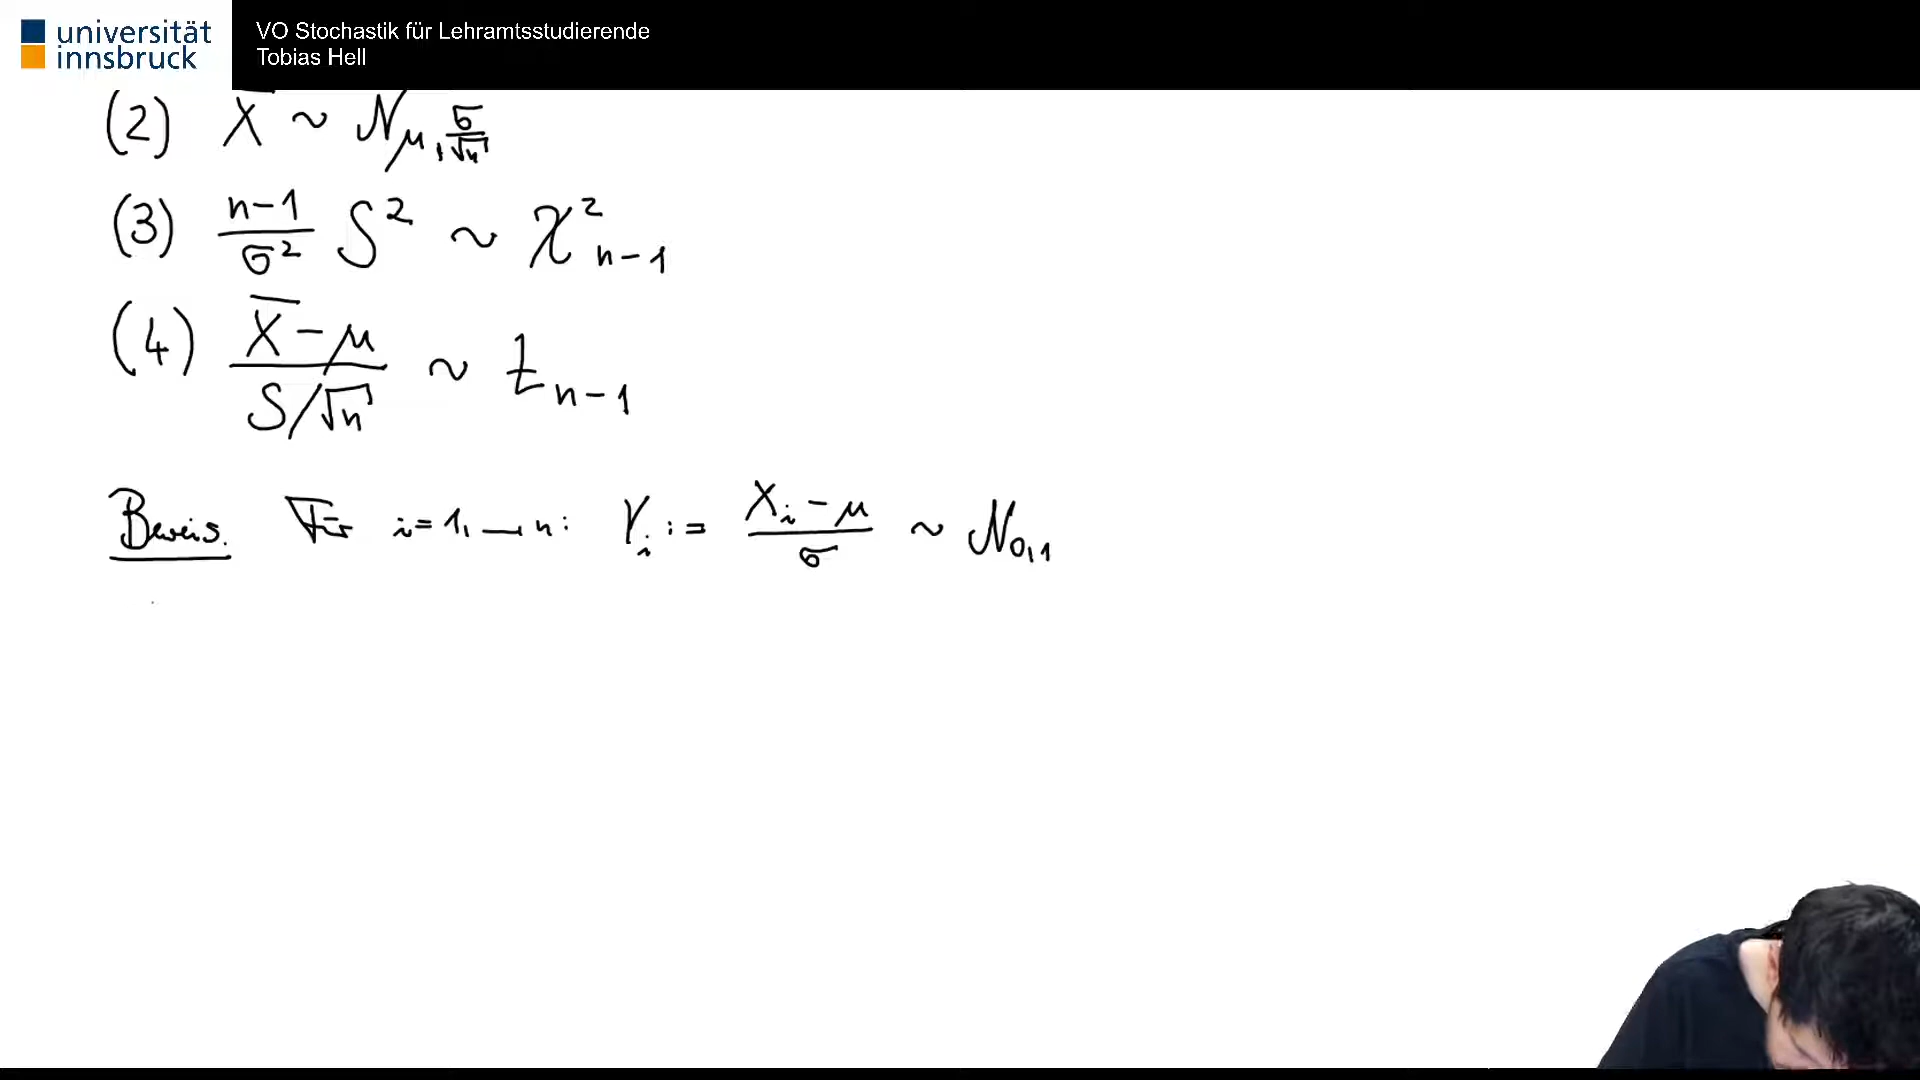 universität
innsbruck
VO Stochastik für Lehramtsstudierende
Tobias Hell
(2) X̅ ~ N_{μ, σ/√n}
(3) (n-1)/σ² S² ~ χ²_{n-1}
(4) (X̅-μ)/(S/√n) ~ t_{n-1}
Beweis. Für i=1,…,n: Y_i := (X_i-μ)/σ ~ N_{0,1}